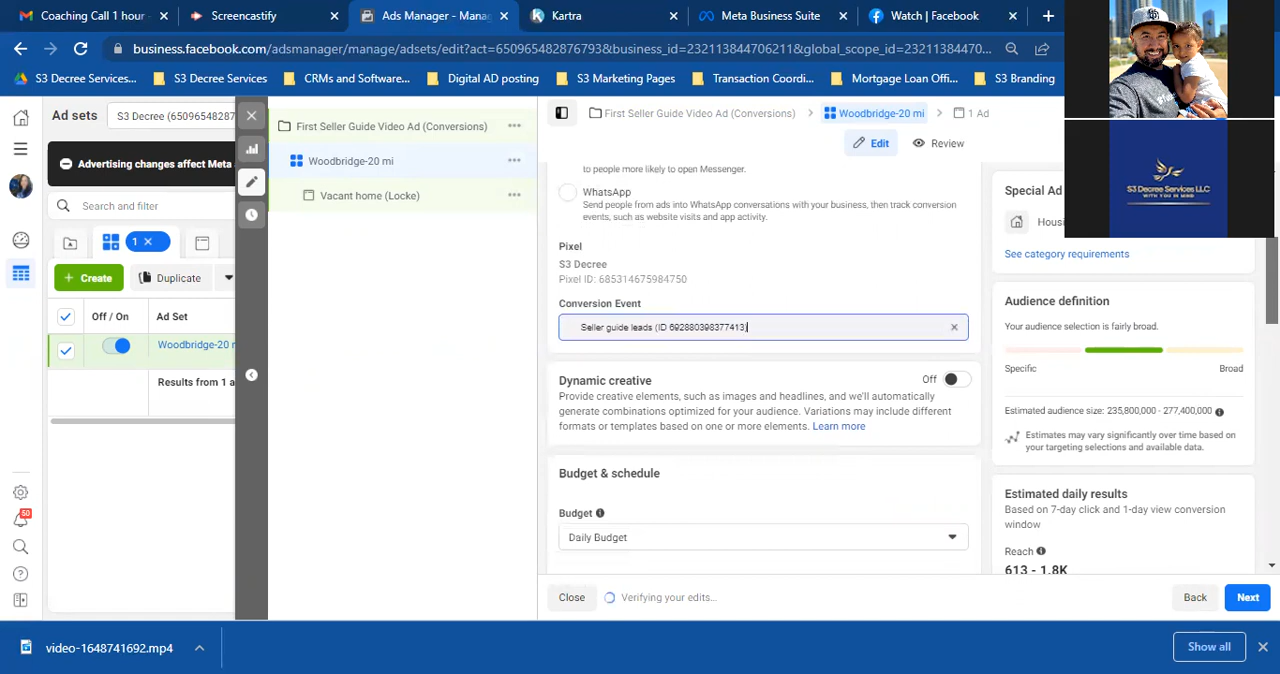 Coaching Call 1 hour -
Screencastify
Ads Manager - Mana
Kartra
Meta Business Suite
Watch | Facebook
business.facebook.com/adsmanager/manage/adsets/edit?act=650965482876793&business_id=232113844706211&global_scope_id=23211384470...
S3 Decree Services...
S3 Decree Services
CRMs and Software...
Digital AD posting
S3 Marketing Pages
Transaction Coordi...
Mortgage Loan Offi...
S3 Branding
Ad sets
S3 Decree (65096548287
Advertising changes affect Meta
Search and filter
1
Create
Duplicate
Off / On
Ad Set
Woodbridge-20 r
Results from 1 a
50
First Seller Guide Video Ad (Conversions)
Woodbridge-20 mi
Vacant home (Locke)
First Seller Guide Video Ad (Conversions)
Woodbridge-20 mi
1 Ad
Edit
Review
to people more likely to open Messenger.
WhatsApp
Send people from ads into WhatsApp conversations with your business, then track conversion
events, such as website visits and app activity.
Pixel
S3 Decree
Pixel ID: 685314675984750
Conversion Event
Seller guide leads (ID 692880398377413)
Dynamic creative
Off
Provide creative elements, such as images and headlines, and we'll automatically
generate combinations optimized for your audience. Variations may include different
formats or templates based on one or more elements. Learn more
Budget & schedule
Budget
Daily Budget
Close
Verifying your edits...
Back
Next
Special Ad
Housi
See category requirements
Audience definition
Your audience selection is fairly broad.
Specific
Broad
Estimated audience size: 235,800,000 - 277,400,000
Estimates may vary significantly over time based on
your targeting selections and available data.
Estimated daily results
Based on 7-day click and 1-day view conversion
window
Reach
613 - 1.8K
S3 Decree Services LLC
WITH YOU IN MIND
video-1648741692.mp4
Show all